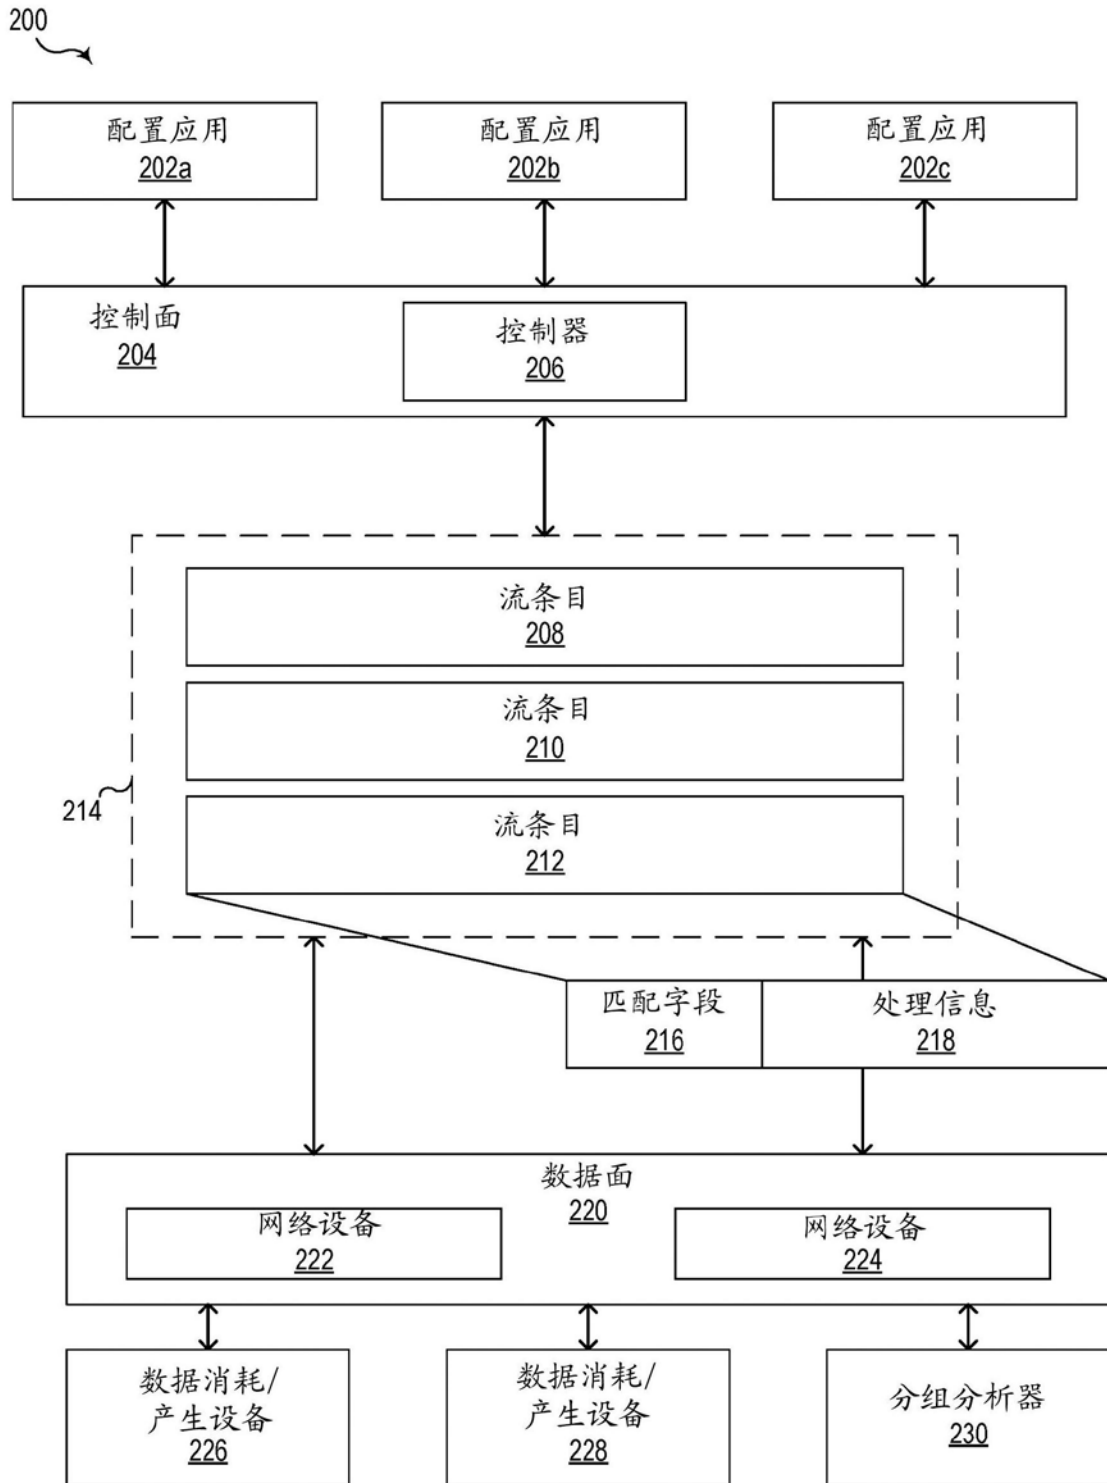 200
配置应用
202a
配置应用
202b
配置应用
202c
控制面
204
控制器
206
流条目
208
流条目
210
流条目
212
214
匹配字段
216
处理信息
218
数据面
220
网络设备
222
网络设备
224
数据消耗/
产生设备
226
数据消耗/
产生设备
228
分组分析器
230